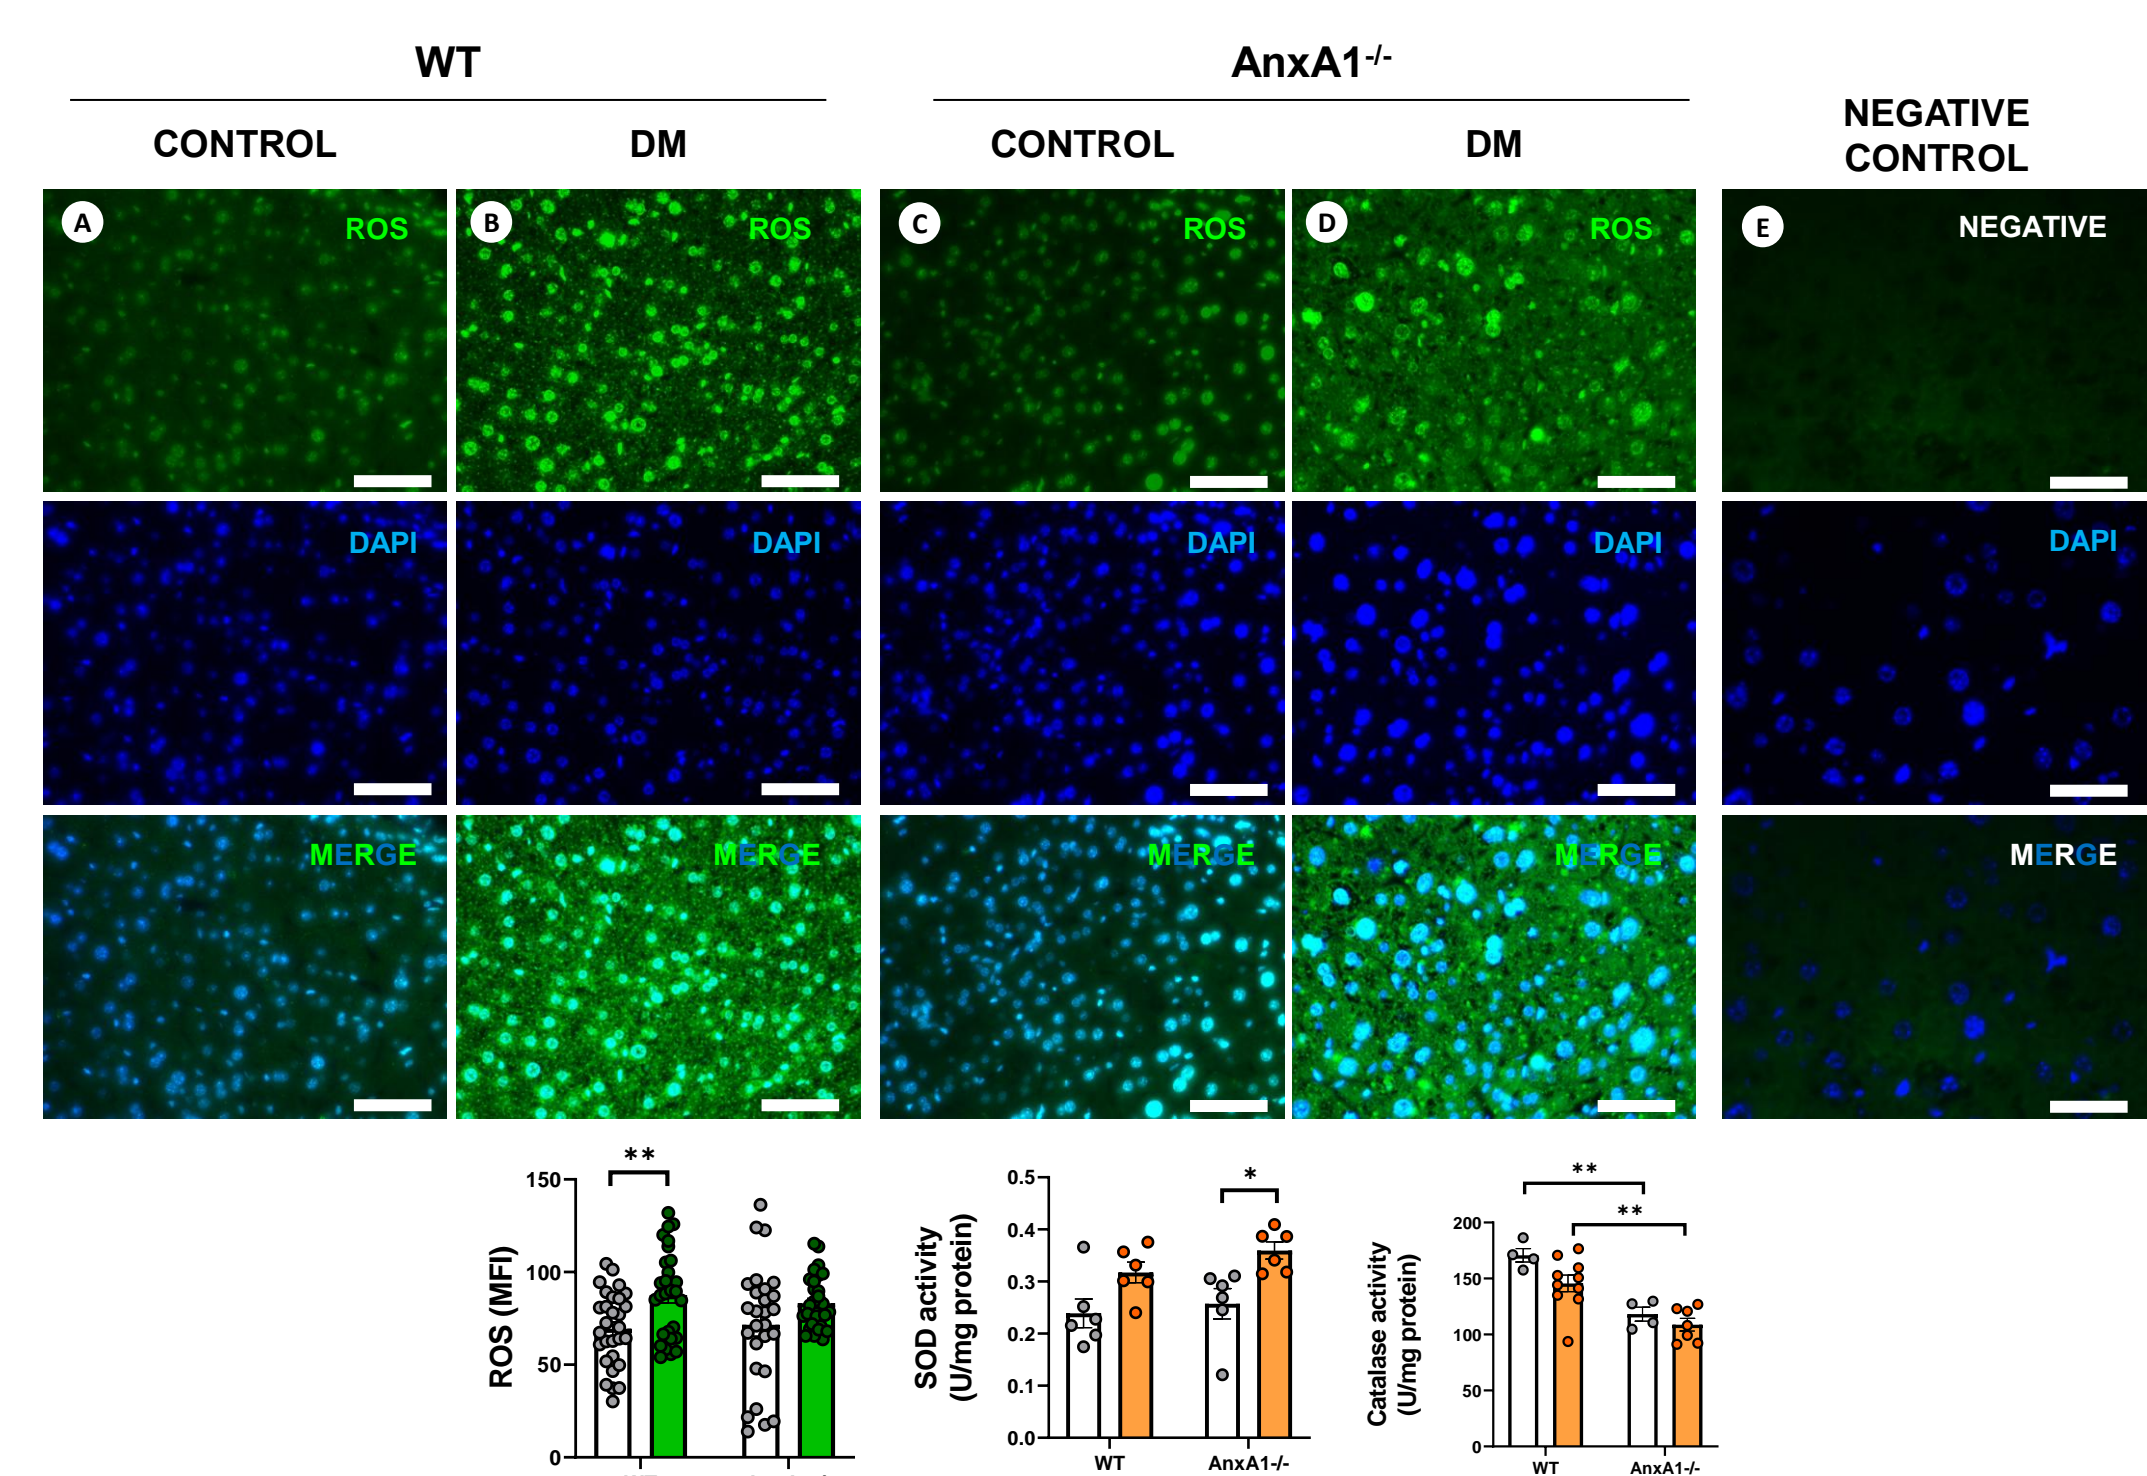 WT
AnxA1-/-
CONTROL
DM
CONTROL
DM
NEGATIVE
CONTROL
A
ROS
B
ROS
C
ROS
D
ROS
E
NEGATIVE
DAPI
DAPI
DAPI
DAPI
DAPI
MERGE
MERGE
MERGE
MERGE
MERGE
**
150
100
50
0
ROS (MFI)
*
0.5
0.4
0.3
0.2
0.1
0.0
SOD activity
(U/mg protein)
WT
AnxA1-/-
**
**
200
150
100
50
0
Catalase activity
(U/mg protein)
WT
AnxA1-/-